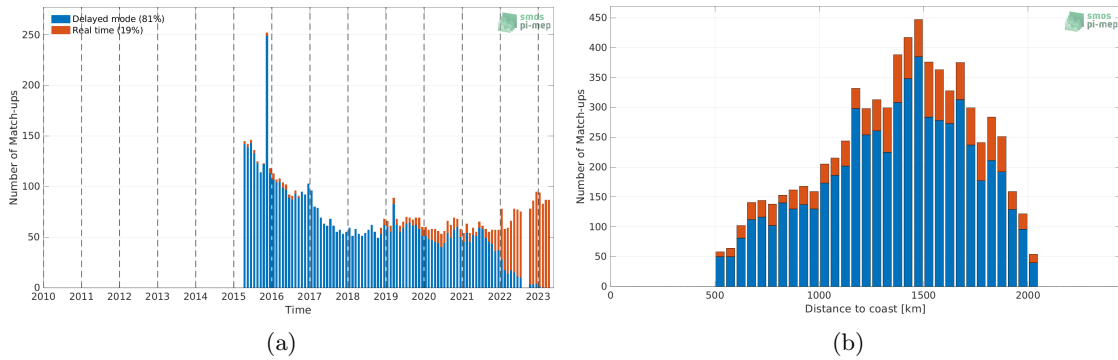 Delayed mode (81%)
Real time (19%)
smos
pi-mep
250
200
150
100
50
0
Number of Match-ups
2010 2011 2012 2013 2014 2015 2016 2017 2018 2019 2020 2021 2022 2023
Time
(a)
smos
pi-mep
450
400
350
300
250
200
150
100
50
0
Number of Match-ups
0 500 1000 1500 2000
Distance to coast [km]
(b)